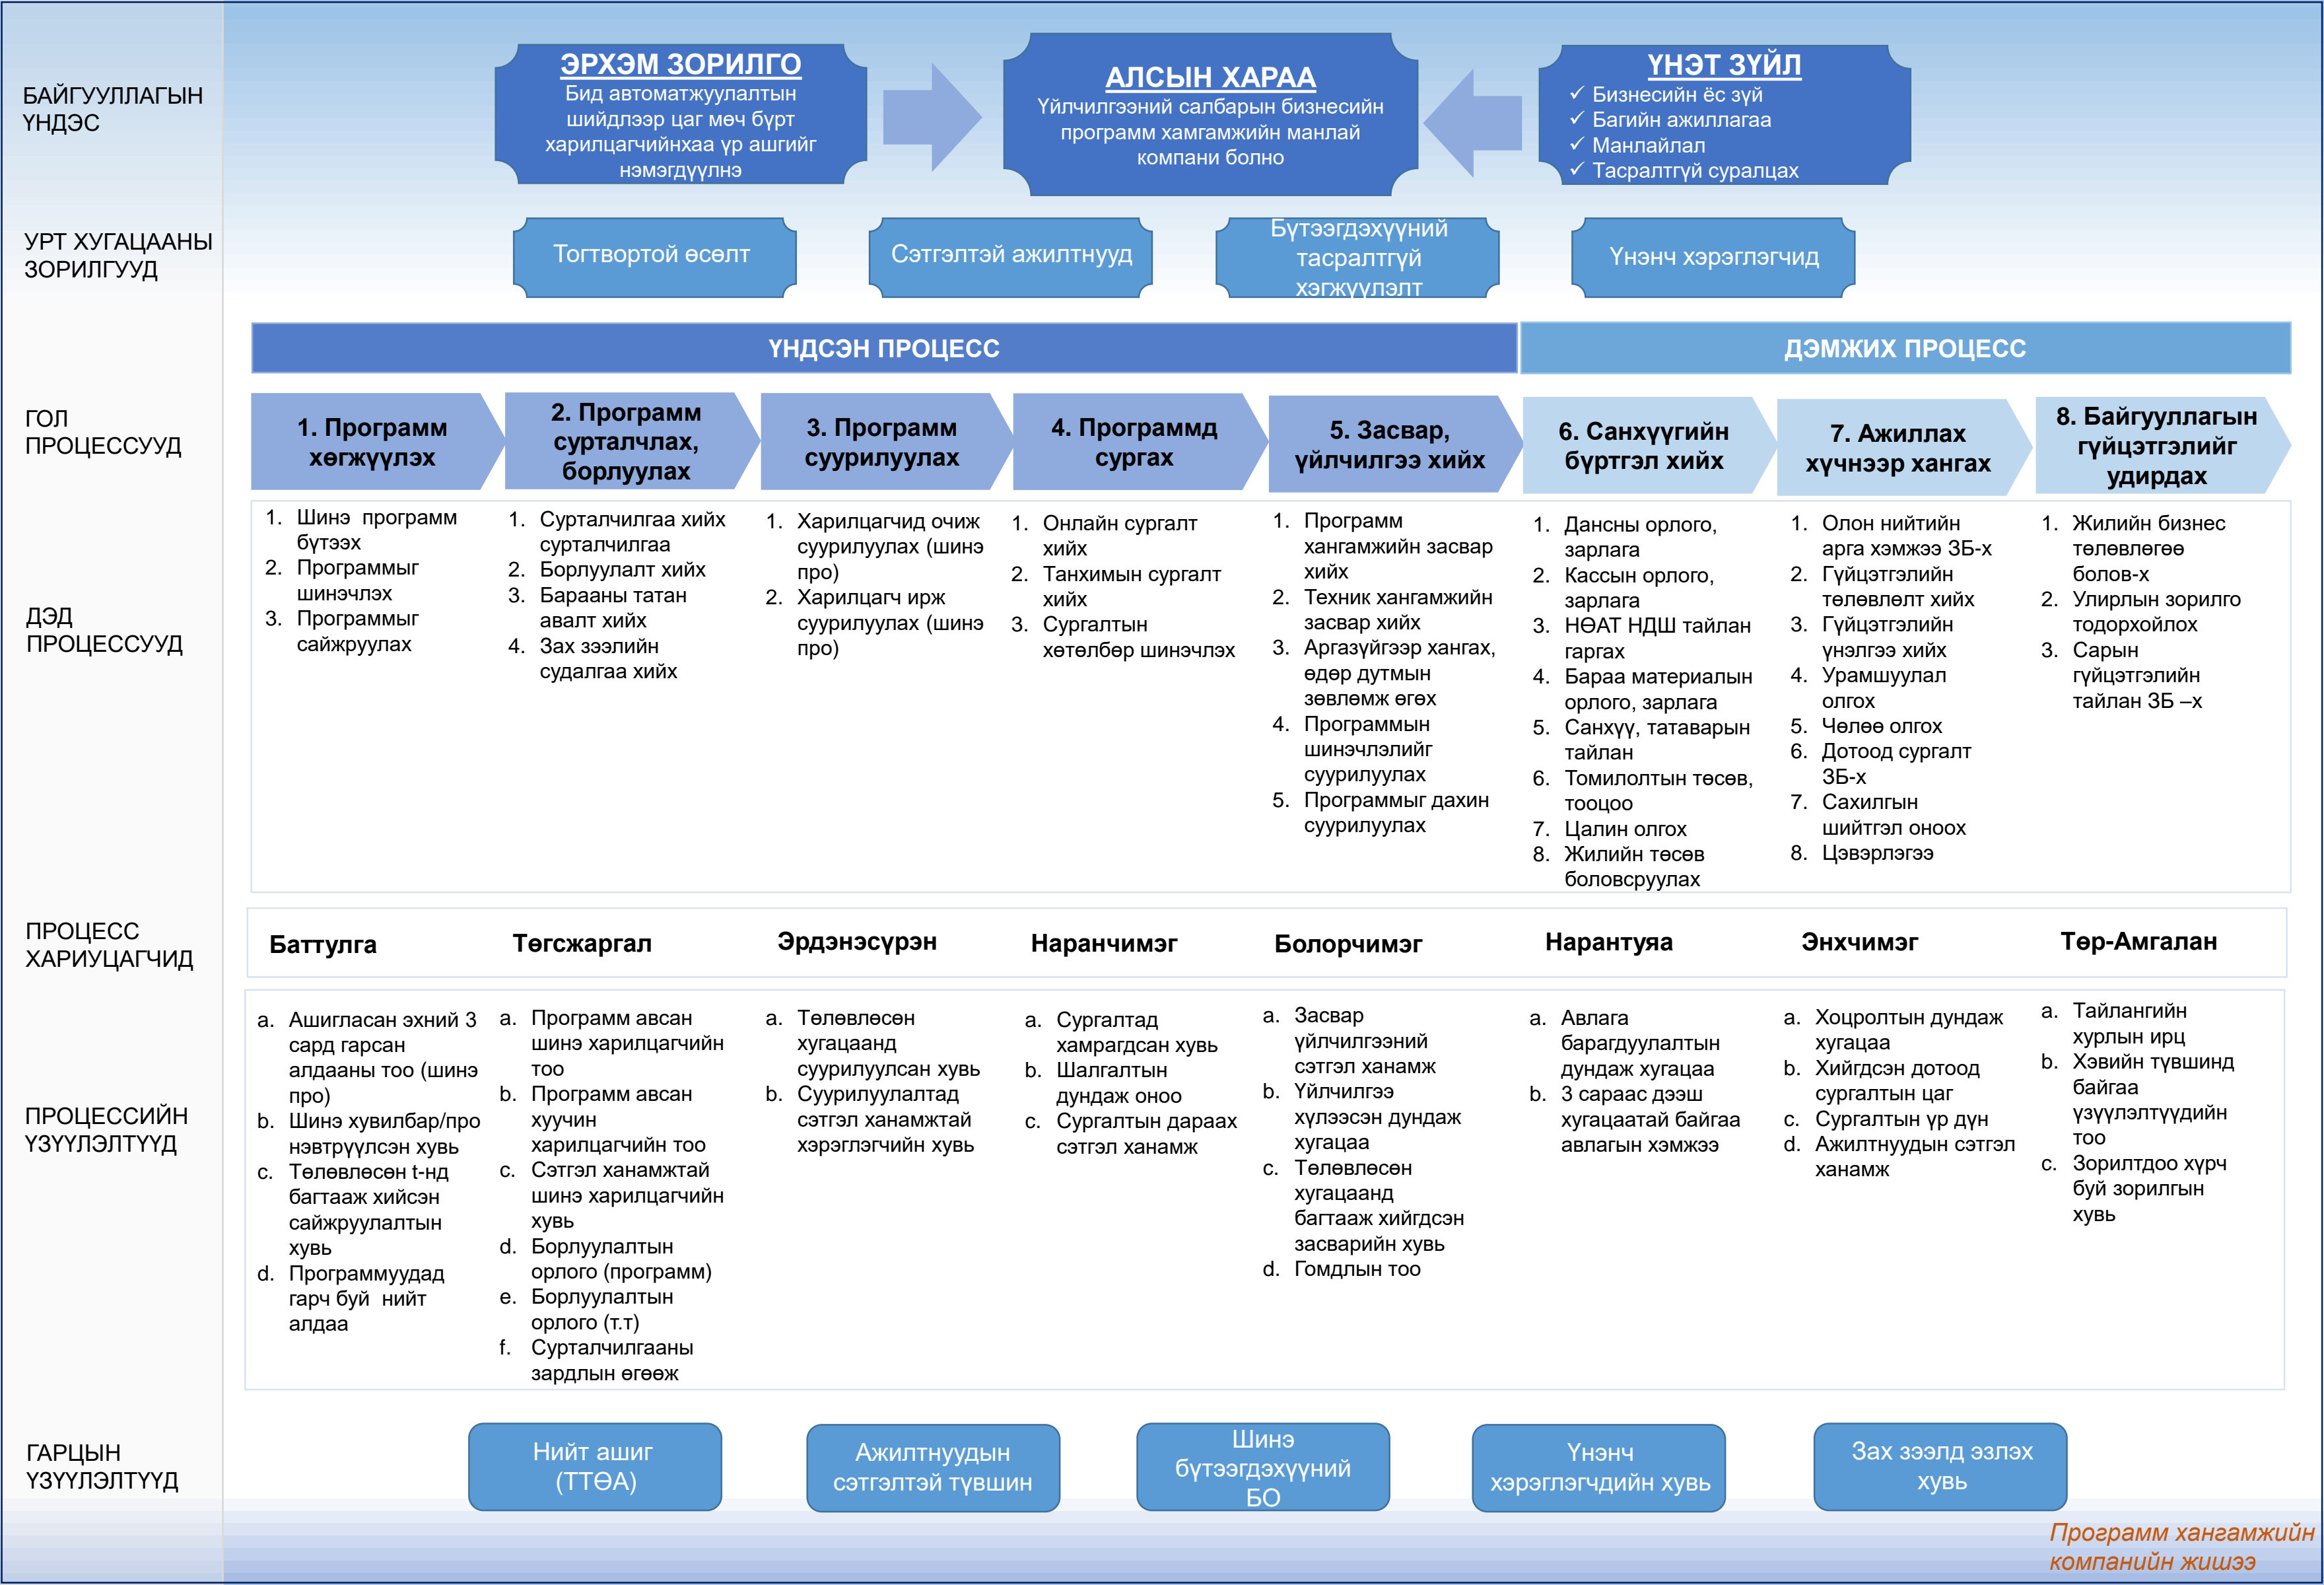 БАЙГУУЛЛАГЫН
ҮНДЭС
ЭРХЭМ ЗОРИЛГО
Бид автоматжуулалтын
шийдлээр цаг мөч бүрт
харилцагчийнхаа үр ашгийг
нэмэгдүүлнэ
АЛСЫН ХАРАА
Үйлчилгээний салбарын бизнесийн
программ хамгамжийн манлай
компани болно
ҮНЭТ ЗҮЙЛ
✓ Бизнесийн ёс зүй
✓ Багийн ажиллагаа
✓ Манлайлал
✓ Тасралтгүй суралцах
УРТ ХУГАЦААНЫ
ЗОРИЛГУУД
Тогтвортой өсөлт
Сэтгэлтэй ажилтнууд
Бүтээгдэхүүний
тасралтгүй
хэгжүүлэлт
Үнэнч хэрэглэгчид
ҮНДСЭН ПРОЦЕСС
ДЭМЖИХ ПРОЦЕСС
ГОЛ
ПРОЦЕССУУД
1. Программ
хөгжүүлэх
2. Программ
сурталчлах,
борлуулах
3. Программ
суурилуулах
4. Программд
сургах
5. Засвар,
үйлчилгээ хийх
6. Санхүүгийн
бүртгэл хийх
7. Ажиллах
хүчнээр хангах
8. Байгууллагын
гүйцэтгэлийг
удирдах
ДЭД
ПРОЦЕССУУД
1. Шинэ программ
бүтээх
2. Программыг
шинэчлэх
3. Программыг
сайжруулах
1. Сурталчилгаа хийх
сурталчилгаа
2. Борлуулалт хийх
3. Барааны татан
авалт хийх
4. Зах зээлийн
судалгаа хийх
1. Харилцагчид очиж
суурилуулах (шинэ
про)
2. Харилцагч ирж
суурилуулах (шинэ
про)
1. Онлайн сургалт
хийх
2. Танхимын сургалт
хийх
3. Сургалтын
хөтөлбөр шинэчлэх
1. Программ
хангамжийн засвар
хийх
2. Техник хангамжийн
засвар хийх
3. Аргазүйгээр хангах,
өдөр дутмын
зөвлөмж өгөх
4. Программын
шинэчлэлийг
суурилуулах
5. Программыг дахин
суурилуулах
1. Дансны орлого,
зарлага
2. Кассын орлого,
зарлага
3. НӨАТ НДШ тайлан
гаргах
4. Бараа материалын
орлого, зарлага
5. Санхүү, татаварын
тайлан
6. Томилолтын төсөв,
тооцоо
7. Цалин олгох
8. Жилийн төсөв
боловсруулах
1. Олон нийтийн
арга хэмжээ ЗБ-х
2. Гүйцэтгэлийн
төлөвлөлт хийх
3. Гүйцэтгэлийн
үнэлгээ хийх
4. Урамшуулал
олгох
5. Чөлөө олгох
6. Дотоод сургалт
ЗБ-х
7. Сахилгын
шийтгэл оноох
8. Цэвэрлэгээ
1. Жилийн бизнес
төлөвлөгөө
болов-х
2. Улирлын зорилго
тодорхойлох
3. Сарын
гүйцэтгэлийн
тайлан ЗБ –х
ПРОЦЕСС
ХАРИУЦАГЧИД
Баттулга
Төгсжаргал
Эрдэнэсүрэн
Наранчимэг
Болорчимэг
Нарантуяа
Энхчимэг
Төр-Амгалан
ПРОЦЕССИЙН
ҮЗҮҮЛЭЛТҮҮД
a. Ашигласан эхний 3
сард гарсан
алдааны тоо (шинэ
про)
b. Шинэ хувилбар/про
нэвтрүүлсэн хувь
c. Төлөвлөсөн t-нд
багтааж хийсэн
сайжруулалтын
хувь
d. Программуудад
гарч буй нийт
алдаа
a. Программ авсан
шинэ харилцагчийн
тоо
b. Программ авсан
хуучин
харилцагчийн тоо
c. Сэтгэл ханамжтай
шинэ харилцагчийн
хувь
d. Борлуулалтын
орлого (программ)
e. Борлуулалтын
орлого (т.т)
f. Сурталчилгааны
зардлын өгөөж
a. Төлөвлөсөн
хугацаанд
суурилуулсан хувь
b. Суурилуулалтад
сэтгэл ханамжтай
хэрэглэгчийн хувь
a. Сургалтад
хамрагдсан хувь
b. Шалгалтын
дундаж оноо
c. Сургалтын дараах
сэтгэл ханамж
a. Засвар
үйлчилгээний
сэтгэл ханамж
b. Үйлчилгээ
хүлээсэн дундаж
хугацаа
c. Төлөвлөсөн
хугацаанд
багтааж хийгдсэн
засварийн хувь
d. Гомдлын тоо
a. Авлага
барагдуулалтын
дундаж хугацаа
b. 3 сараас дээш
хугацаатай байгаа
авлагын хэмжээ
a. Хоцролтын дундаж
хугацаа
b. Хийгдсэн дотоод
сургалтын цаг
c. Сургалтын үр дүн
d. Ажилтнуудын сэтгэл
ханамж
a. Тайлангийн
хурлын ирц
b. Хэвийн түвшинд
байгаа
үзүүлэлтүүдийн
тоо
c. Зорилтдоо хүрч
буй зорилгын
хувь
ГАРЦЫН
ҮЗҮҮЛЭЛТҮҮД
Нийт ашиг
(ТТӨА)
Ажилтнуудын
сэтгэлтэй түвшин
Шинэ
бүтээгдэхүүний
БО
Үнэнч
хэрэглэгчдийн хувь
Зах зээлд эзлэх
хувь
Программ хангамжийн
компанийн жишээ